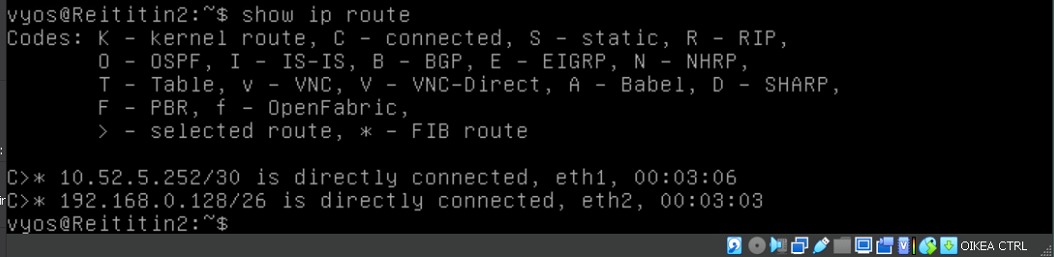 vyos@Reititin2:~$ show ip route
Codes: K - kernel route, C - connected, S - static, R - RIP,
       O - OSPF, I - IS-IS, B - BGP, E - EIGRP, N - NHRP,
       T - Table, v - VNC, V - VNC-Direct, A - Babel, D - SHARP,
       F - PBR, f - OpenFabric,
       > - selected route, * - FIB route

C>* 10.52.5.252/30 is directly connected, eth1, 00:03:06
C>* 192.168.0.128/26 is directly connected, eth2, 00:03:03
vyos@Reititin2:~$
OIKEA CTRL